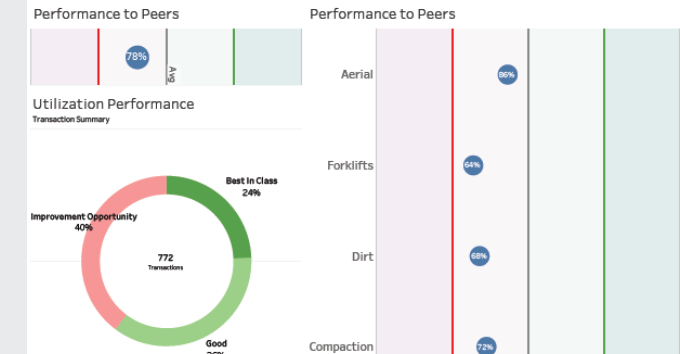 Performance to Peers
78%
Avg
Utilization Performance
Transaction Summary
Best In Class
24%
Improvement Opportunity
40%
772
Transactions
Good
Performance to Peers
Aerial
86%
Forklifts
64%
Dirt
68%
Compaction
72%